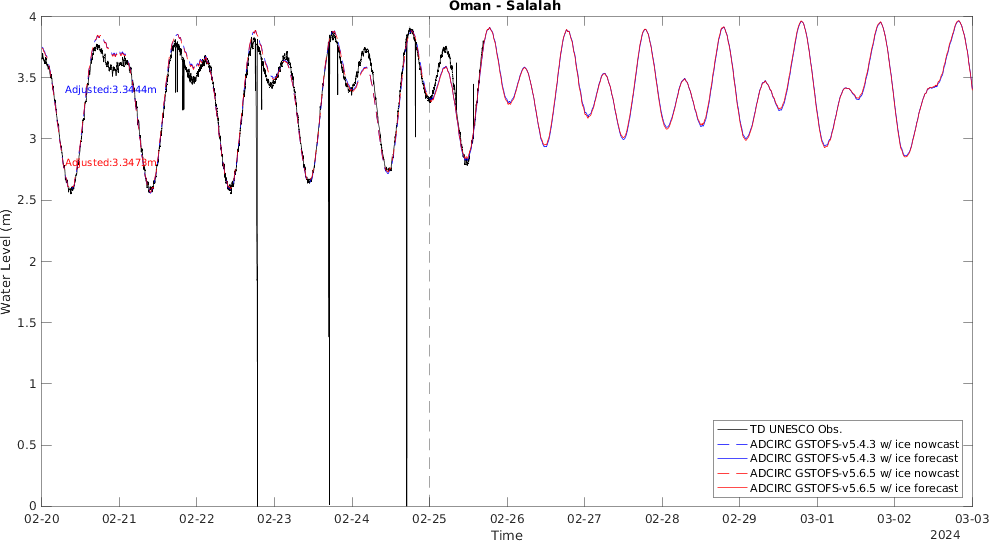 Oman - Salalah
Water Level (m)
4
3.5
3
2.5
2
1.5
1
0.5
0
Adjusted:3.3444m
Adjusted:3.3473m
TD UNESCO Obs.
ADCIRC GSTOFS-v5.4.3 w/ ice nowcast
ADCIRC GSTOFS-v5.4.3 w/ ice forecast
ADCIRC GSTOFS-v5.6.5 w/ ice nowcast
ADCIRC GSTOFS-v5.6.5 w/ ice forecast
02-20 02-21 02-22 02-23 02-24 02-25 02-26 02-27 02-28 02-29 03-01 03-02 03-03
Time
2024